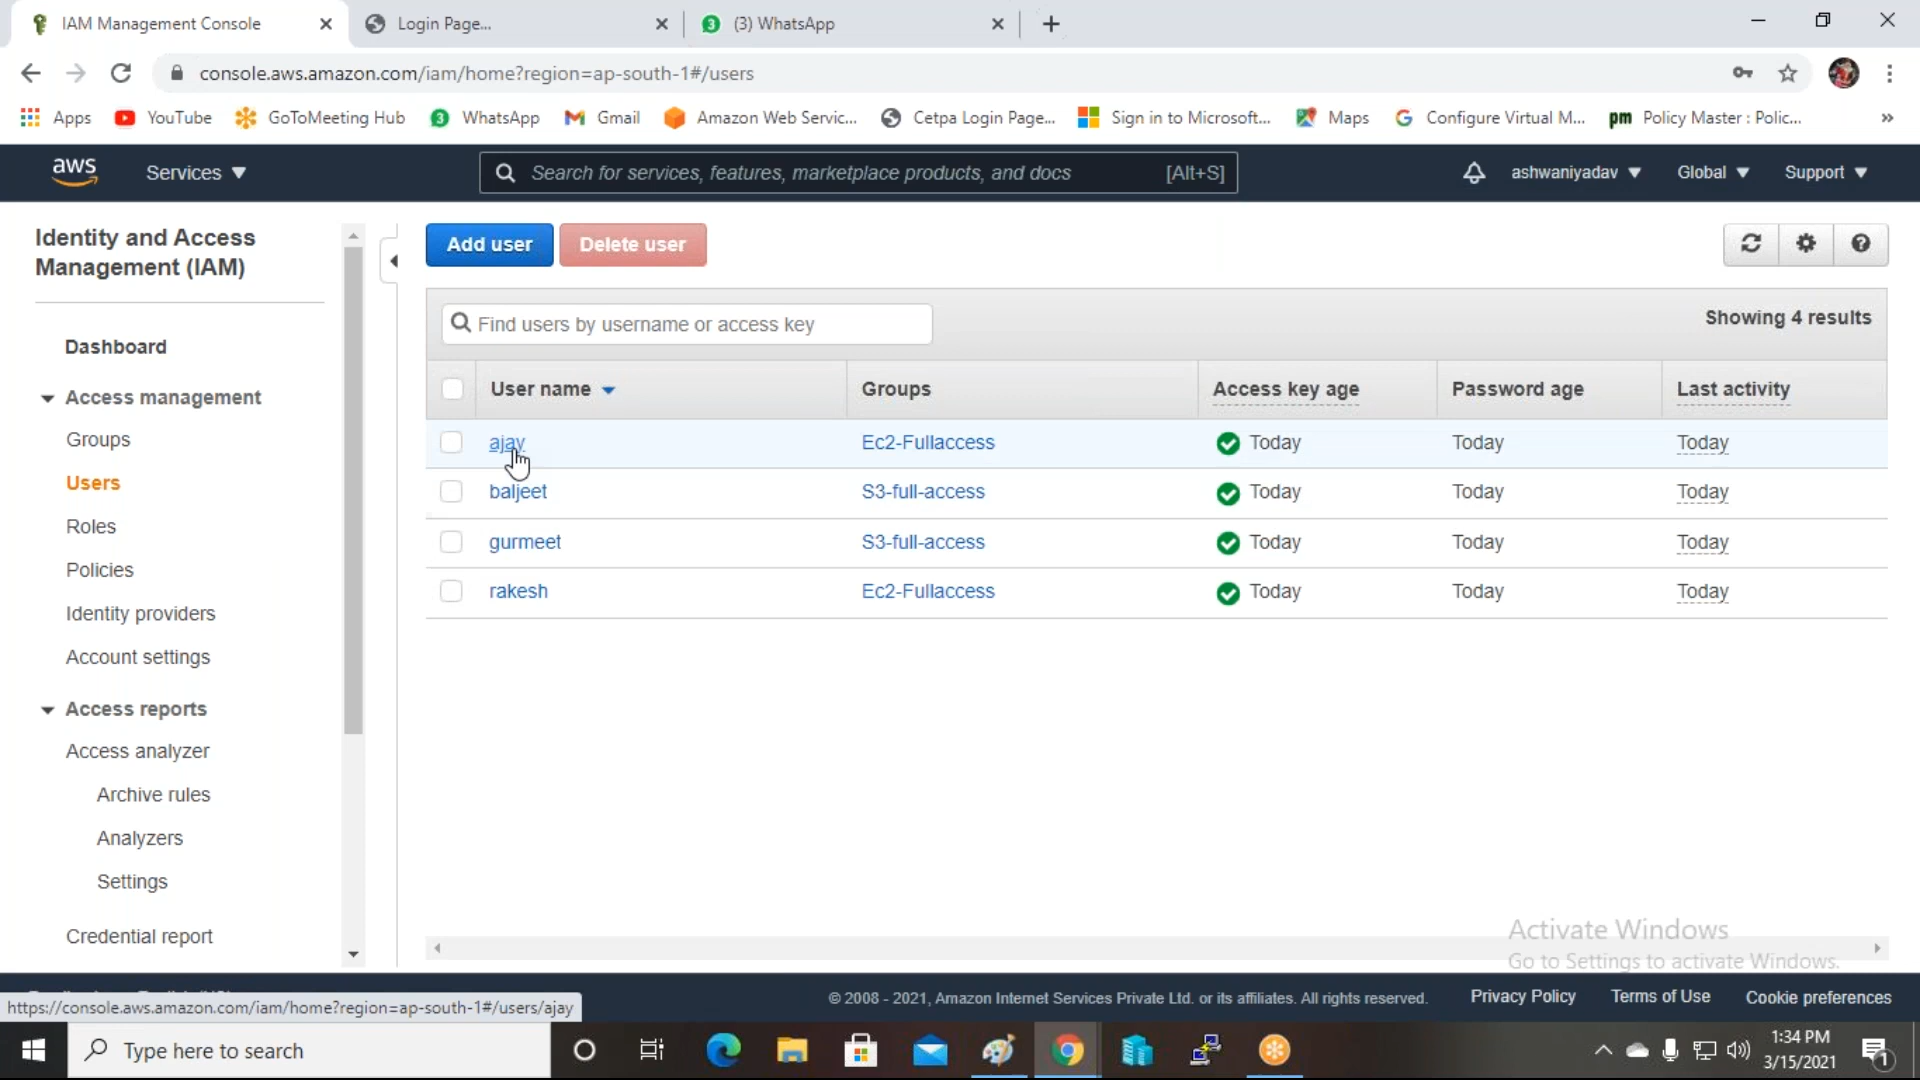 IAM Management Console
Login Page...
(3) WhatsApp
console.aws.amazon.com/iam/home?region=ap-south-1#/users
Apps YouTube GoToMeeting Hub WhatsApp Gmail Amazon Web Servic... Cetpa Login Page... Sign in to Microsoft... Maps Configure Virtual M... pm Policy Master : Polic... »
aws Services Search for services, features, marketplace products, and docs [Alt+S] ashwaniyadav Global Support
Identity and Access
Management (IAM)
Dashboard
Access management
Groups
Users
Roles
Policies
Identity providers
Account settings
Access reports
Access analyzer
Archive rules
Analyzers
Settings
Credential report
Add user Delete user
Find users by username or access key
Showing 4 results
User name Groups Access key age Password age Last activity
ajay Ec2-Fullaccess Today Today Today
baljeet S3-full-access Today Today Today
gurmeet S3-full-access Today Today Today
rakesh Ec2-Fullaccess Today Today Today
Activate Windows
Go to Settings to activate Windows.
https://console.aws.amazon.com/iam/home?region=ap-south-1#/users/ajay
© 2008 - 2021, Amazon Internet Services Private Ltd. or its affiliates. All rights reserved. Privacy Policy Terms of Use Cookie preferences
Type here to search
1:34 PM
3/15/2021
1